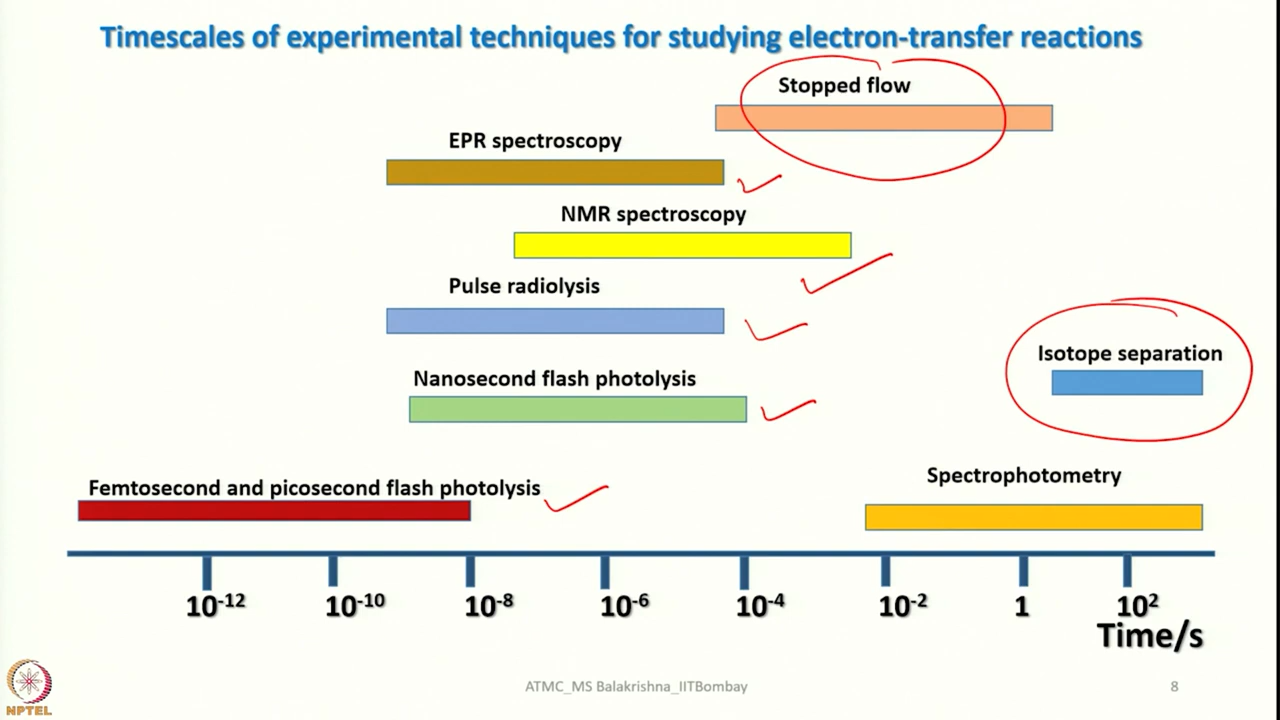 Timescales of experimental techniques for studying electron-transfer reactions
Stopped flow
EPR spectroscopy
NMR spectroscopy
Pulse radiolysis
Isotope separation
Nanosecond flash photolysis
Spectrophotometry
Femtosecond and picosecond flash photolysis
10⁻¹² 10⁻¹⁰ 10⁻⁸ 10⁻⁶ 10⁻⁴ 10⁻² 1 10²
Time/s
NPTEL
ATMC_MS Balakrishna_IITBombay
8